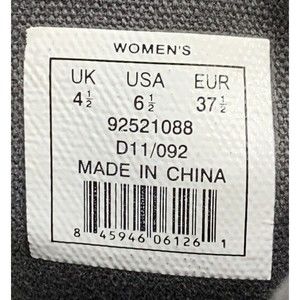 WOMEN'S
UK USA EUR
4½ 6½ 37½
92521088
D11/092
MADE IN CHINA
8 45946 06126 1